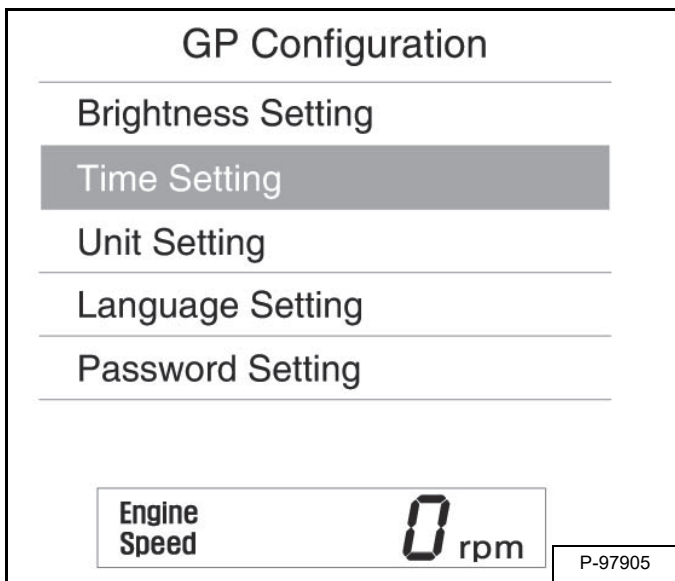 GP Configuration
Brightness Setting
Time Setting
Unit Setting
Language Setting
Password Setting
Engine
Speed
0 rpm
P-97905